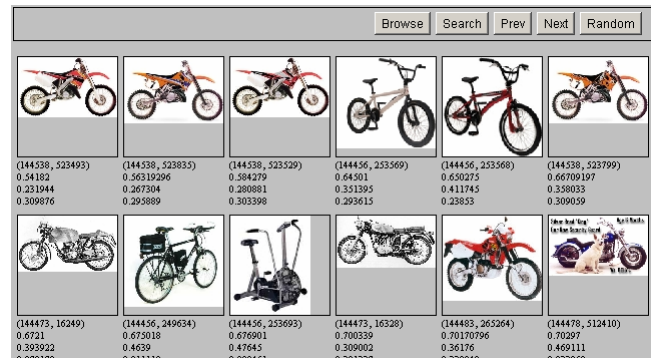 Browse Search Prev Next Random
(144538, 523493) (144538, 523835) (144538, 523529) (144456, 253569) (144456, 253568) (144538, 523799)
0.54182 0.56319296 0.584279 0.64501 0.650275 0.66709197
0.231944 0.267304 0.280881 0.351395 0.411745 0.358033
0.309876 0.295889 0.303398 0.293615 0.23853 0.309059
(144473, 16249) (144456, 249634) (144456, 253693) (144473, 16328) (144483, 265264) (144478, 512410)
0.6721 0.675018 0.676901 0.700339 0.70170796 0.70297
0.393922 0.4639 0.47645 0.309002 0.36176 0.469111